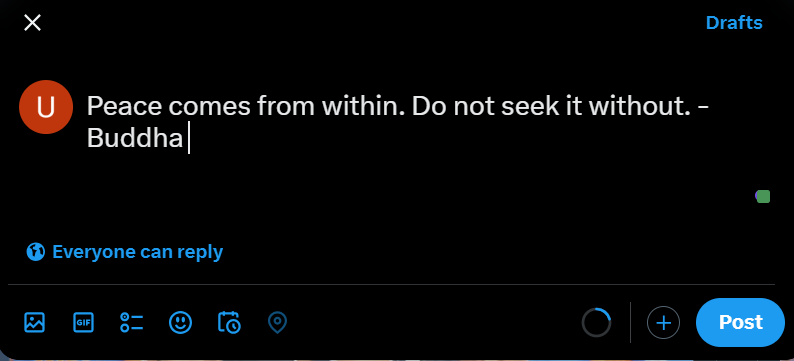 Drafts
U
Peace comes from within. Do not seek it without. -
Buddha
Everyone can reply
GIF
Post